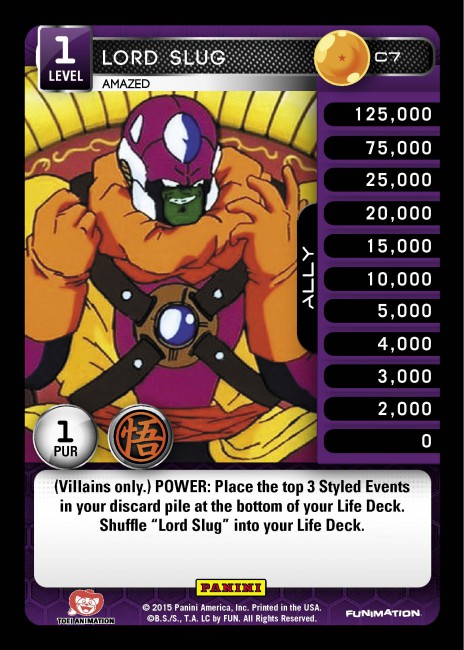 1
LEVEL
LORD SLUG
C7
AMAZED
125,000
75,000
25,000
20,000
15,000
10,000
5,000
4,000
3,000
2,000
0
ALLY
1
PUR
悟
(Villains only.) POWER: Place the top 3 Styled Events
in your discard pile at the bottom of your Life Deck.
Shuffle “Lord Slug” into your Life Deck.
PANINI
TOEI ANIMATION
© 2015 Panini America, Inc. Printed in the USA.
©B.S./S., T.A. LC by FUN. All Rights Reserved.
FUNIMATION